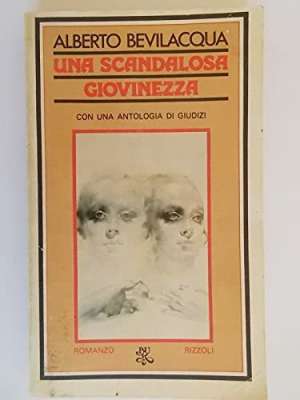 ALBERTO BEVILACQUA
UNA SCANDALOSA
GIOVINEZZA
CON UNA ANTOLOGIA DI GIUDIZI
ROMANZO RIZZOLI